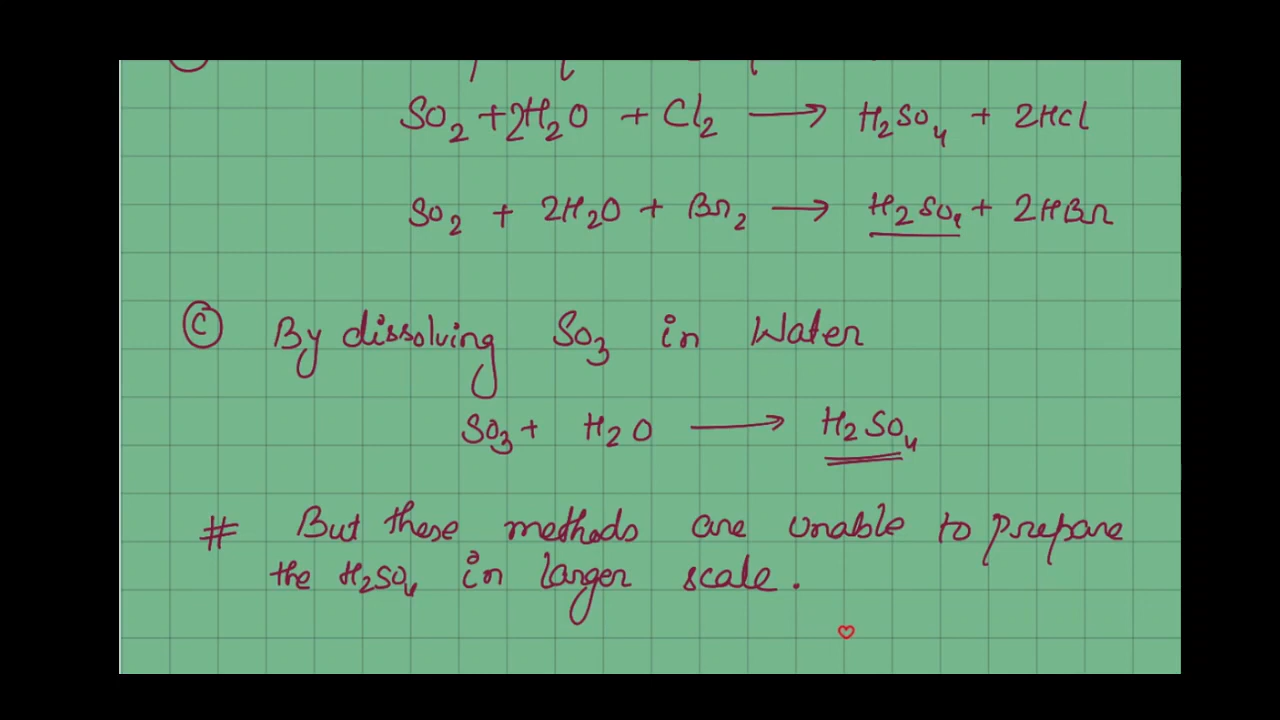 SO₂ + 2H₂O + Cl₂ ⟶ H₂SO₄ + 2HCl
SO₂ + 2H₂O + Br₂ ⟶ H₂SO₄ + 2HBr
Ⓒ By dissolving SO₃ in Water
SO₃ + H₂O ⟶ H₂SO₄
# But these methods are unable to prepare
the H₂SO₄ in larger scale.